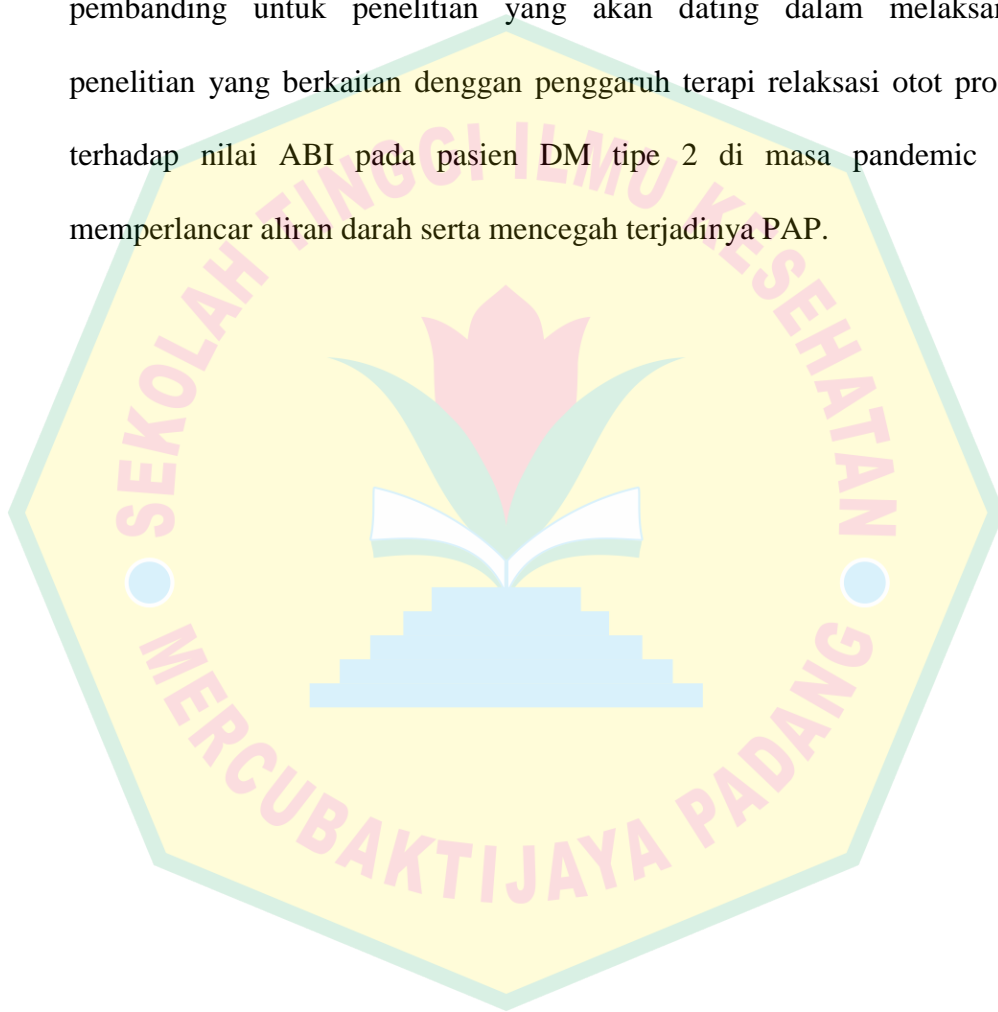 pembanding untuk penelitian yang akan dating dalam
penelitian yang berkaitan denggan penggaruh terapi relaksasi otot
terhadap nilai ABI pada pasien DM tipe 2 di masa pandemic
memperlancar aliran darah serta mencegah terjadinya PAP.
SEKOLAH TINGGI ILMU KESEHATAN
MERCUBAKTIJAYA PADANG